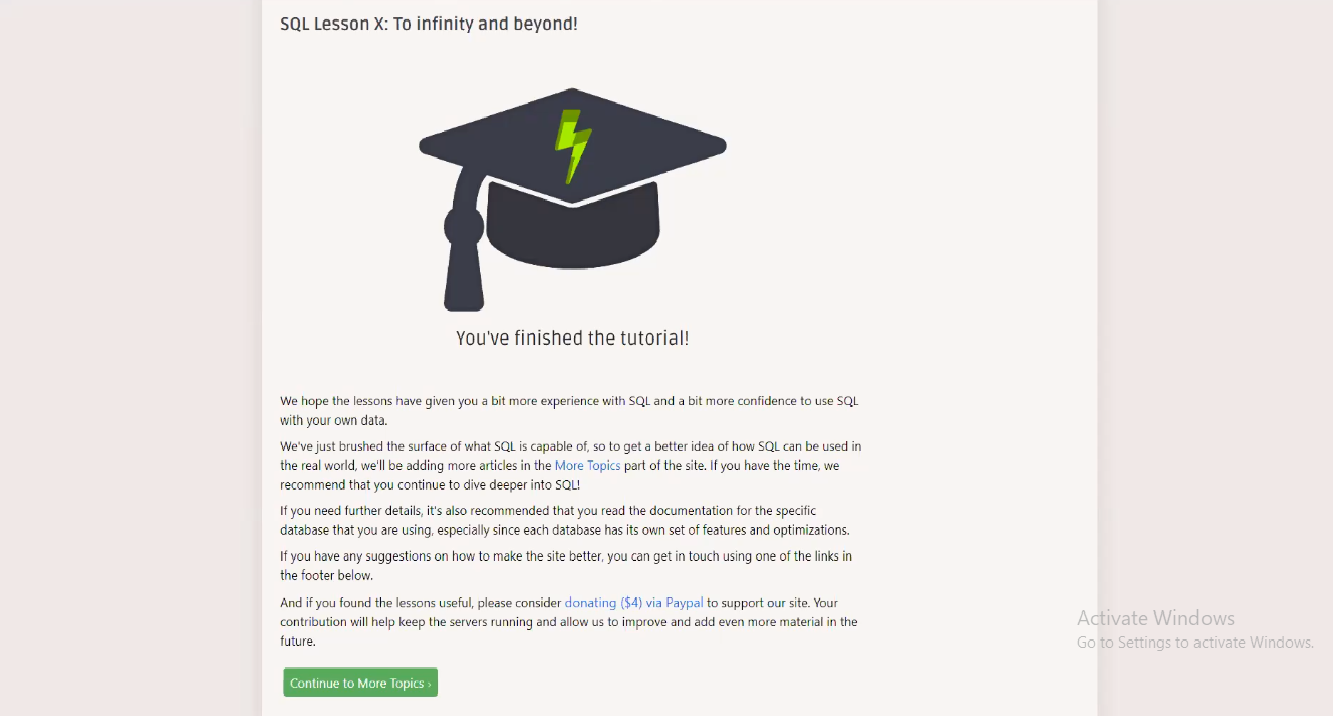 SQL Lesson X: To infinity and beyond!
You've finished the tutorial!
We hope the lessons have given you a bit more experience with SQL and a bit more confidence to use SQL
with your own data.
We've just brushed the surface of what SQL is capable of, so to get a better idea of how SQL can be used in
the real world, we'll be adding more articles in the More Topics part of the site. If you have the time, we
recommend that you continue to dive deeper into SQL!
If you need further details, it's also recommended that you read the documentation for the specific
database that you are using, especially since each database has its own set of features and optimizations.
If you have any suggestions on how to make the site better, you can get in touch using one of the links in
the footer below.
And if you found the lessons useful, please consider donating ($4) via Paypal to support our site. Your
contribution will help keep the servers running and allow us to improve and add even more material in the
future.
Activate Windows
Go to Settings to activate Windows.
Continue to More Topics ›